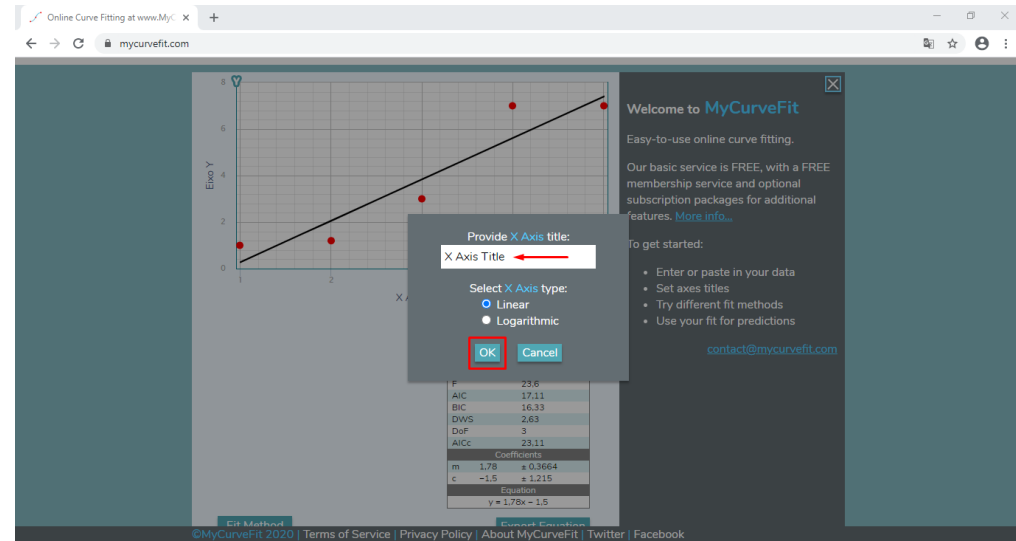 Online Curve Fitting at www.MyC
mycurvefit.com
8
6
4
2
0
Eixo Y
1
2
X A
Provide X Axis title:
X Axis Title
Select X Axis type:
Linear
Logarithmic
OK
Cancel
F 23,6
AIC 17,11
BIC 16,33
DWS 2,63
DoF 3
AICc 23,11
Coefficients
m 1,78 ± 0,3664
c −1,5 ± 1,215
Equation
y = 1,78x − 1,5
Fit Method
Export Equation
Welcome to MyCurveFit
Easy-to-use online curve fitting.
Our basic service is FREE, with a FREE
membership service and optional
subscription packages for additional
features. More info...
To get started:
• Enter or paste in your data
• Set axes titles
• Try different fit methods
• Use your fit for predictions
contact@mycurvefit.com
©MyCurveFit 2020 | Terms of Service | Privacy Policy | About MyCurveFit | Twitter | Facebook